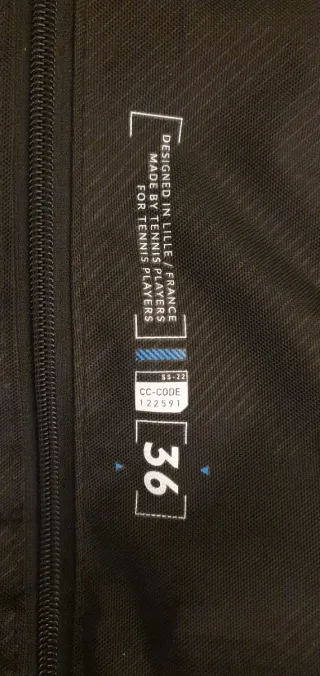 DESIGNED IN LILLE / FRANCE
MADE BY TENNIS PLAYERS
FOR TENNIS PLAYERS
SS-22
CC-CODE
122591
36